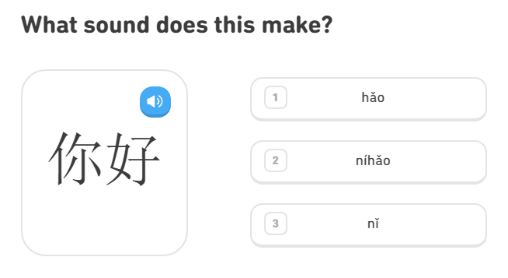 What sound does this make?
你好
1 hǎo
2 níhǎo
3 nǐ